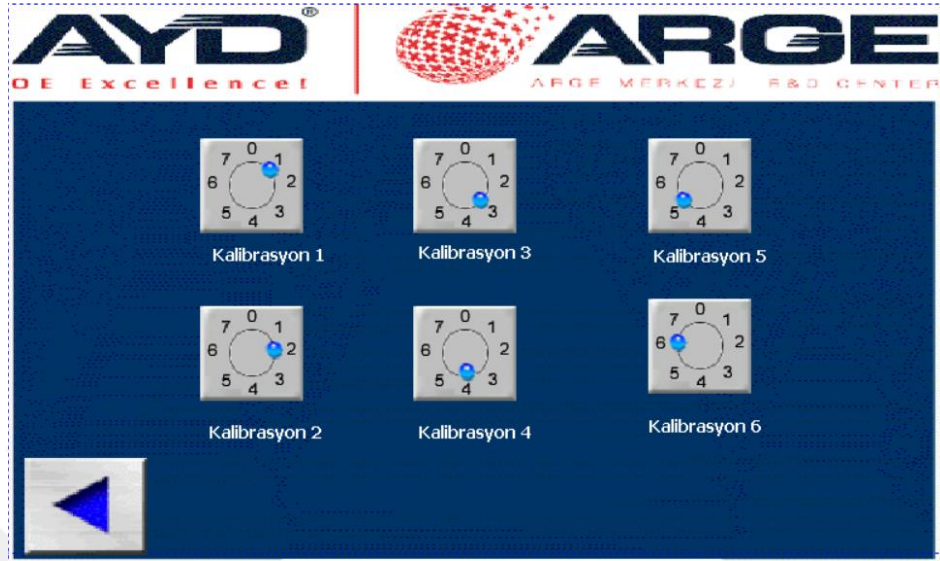 AYD®
OE Excellence!
ARGE
ARGE MERKEZİ R&D CENTER
0 1 2 3 4 5 6 7
Kalibrasyon 1
0 1 2 3 4 5 6 7
Kalibrasyon 3
0 1 2 3 4 5 6 7
Kalibrasyon 5
0 1 2 3 4 5 6 7
Kalibrasyon 2
0 1 2 3 4 5 6 7
Kalibrasyon 4
0 1 2 3 4 5 6 7
Kalibrasyon 6